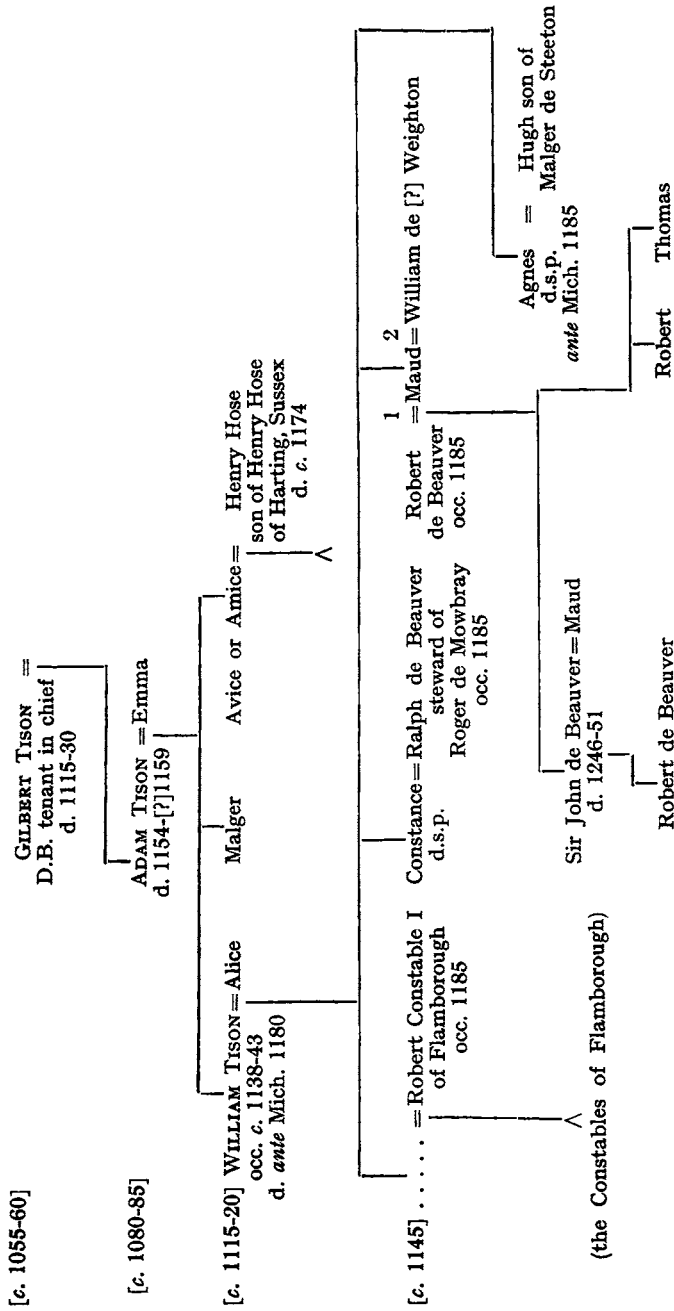 [c. 1055-60]
GILBERT TISON =
D.B. tenant in chief
d. 1115-30
[c. 1080-85]
ADAM TISON = Emma
d. 1154-[?]1159
[c. 1115-20] WILLIAM TISON = Alice
occ. c. 1138-43
d. ante Mich. 1180
Malger
Avice or Amice =
Henry Hose
son of Henry Hose
of Harting, Sussex
d. c. 1174
[c. 1145] ...... = Robert Constable I
of Flamborough
occ. 1185
Constance = Ralph de Beauver
d.s.p.
steward of
Roger de Mowbray
occ. 1185
1 2
Robert = Maud = William de [?] Weighton
de Beauver
occ. 1185
Agnes = Hugh son of
d.s.p. Malger de Steeton
ante Mich. 1185
(the Constables of Flamborough)
Sir John de Beauver = Maud
d. 1246-51
Robert Thomas
Robert de Beauver